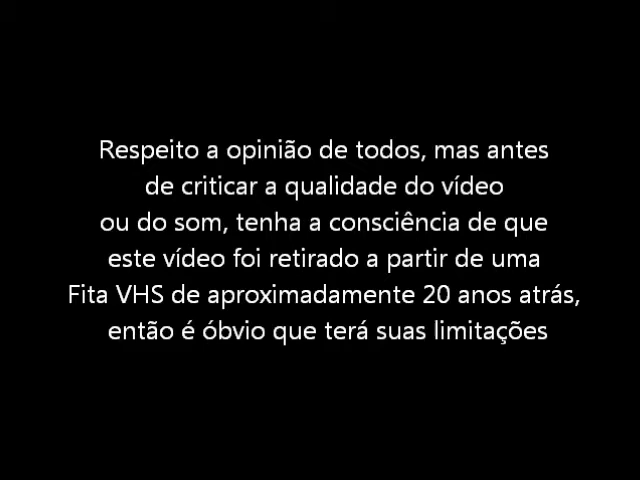 Respeito a opinião de todos, mas antes
de criticar a qualidade do vídeo
ou do som, tenha a consciência de que
este vídeo foi retirado a partir de uma
Fita VHS de aproximadamente 20 anos atrás,
então é óbvio que terá suas limitações